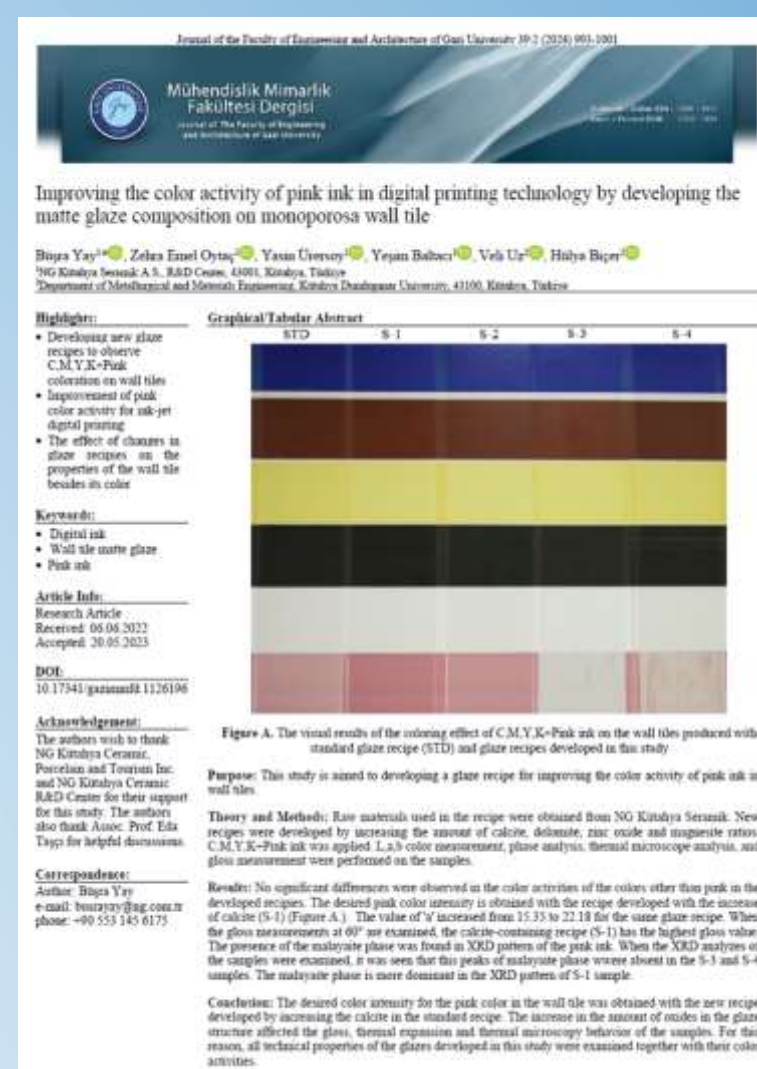 Journal of the Faculty of Engineering and Architecture of Gazi University 39:2 (2024) 993-1001
Mühendislik Mimarlık
Fakültesi Dergisi
Journal of The Faculty of Engineering
and Architecture of Gazi University
Improving the color activity of pink ink in digital printing technology by developing the
matte glaze composition on monoporosa wall tile
Büşra Yay¹*, Zehra Emel Oytaç², Yasin Ürersoy¹, Yeşim Baltacı¹, Veli Uz², Hülya Biçer²
¹NG Kütahya Seramik A.S., R&D Center, 43001, Kütahya, Türkiye
²Department of Metallurgical and Materials Engineering, Kütahya Dumlupınar University, 43100, Kütahya, Türkiye
Highlights:
• Developing new glaze
recipes to observe
C,M,Y,K+Pink
coloration on wall tiles
• Improvement of pink
color activity for ink-jet
digital printing
• The effect of changes in
glaze recipies on the
properties of the wall tile
besides its color
Keywords:
• Digital ink
• Wall tile matte glaze
• Pink ink
Article Info:
Research Article
Received: 06.06.2022
Accepted: 20.05.2023
DOI:
10.17341/gazimmfd.1126196
Acknowledgement:
The authors wish to thank
NG Kütahya Ceramic,
Porcelain and Tourism Inc.
and NG Kütahya Ceramic
R&D Center for their support
for this study. The authors
also thank Assoc. Prof. Eda
Taşçı for helpful discussions.
Correspondence:
Author: Büşra Yay
e-mail: busrayay@ng.com.tr
phone: +90 553 145 6175
Graphical/Tabular Abstract
STD S-1 S-2 S-3 S-4
Figure A. The visual results of the coloring effect of C,M,Y,K+Pink ink on the wall tiles produced with
standard glaze recipe (STD) and glaze recipes developed in this study
Purpose: This study is aimed to developing a glaze recipe for improving the color activity of pink ink in
wall tiles.
Theory and Methods: Raw materials used in the recipe were obtained from NG Kütahya Seramik. New
recipes were developed by increasing the amount of calcite, dolomite, zinc oxide and magnesite ratios.
C,M,Y,K+Pink ink was applied. L,a,b color measurement, phase analysis, thermal microscope analysis, and
gloss measurement were performed on the samples.
Results: No significant differences were observed in the color activities of the colors other than pink in the
developed recipes. The desired pink color intensity is obtained with the recipe developed with the increase
of calcite (S-1) (Figure A.). The value of 'a' increased from 15.35 to 22.18 for the same glaze recipe. When
the gloss measurements at 60° are examined, the calcite-containing recipe (S-1) has the highest gloss value.
The presence of the malayaite phase was found in XRD pattern of the pink ink. When the XRD analyzes of
the samples were examined, it was seen that this peaks of malayaite phase wwere absent in the S-3 and S-4
samples. The malayaite phase is more dominant in the XRD pattern of S-1 sample.
Conclusion: The desired color intensity for the pink color in the wall tile was obtained with the new recipe
developed by increasing the calcite in the standard recipe. The increase in the amount of oxides in the glaze
structure affected the gloss, thermal expansion and thermal microscopy behavior of the samples. For this
reason, all technical properties of the glazes developed in this study were examined together with their color
activities.